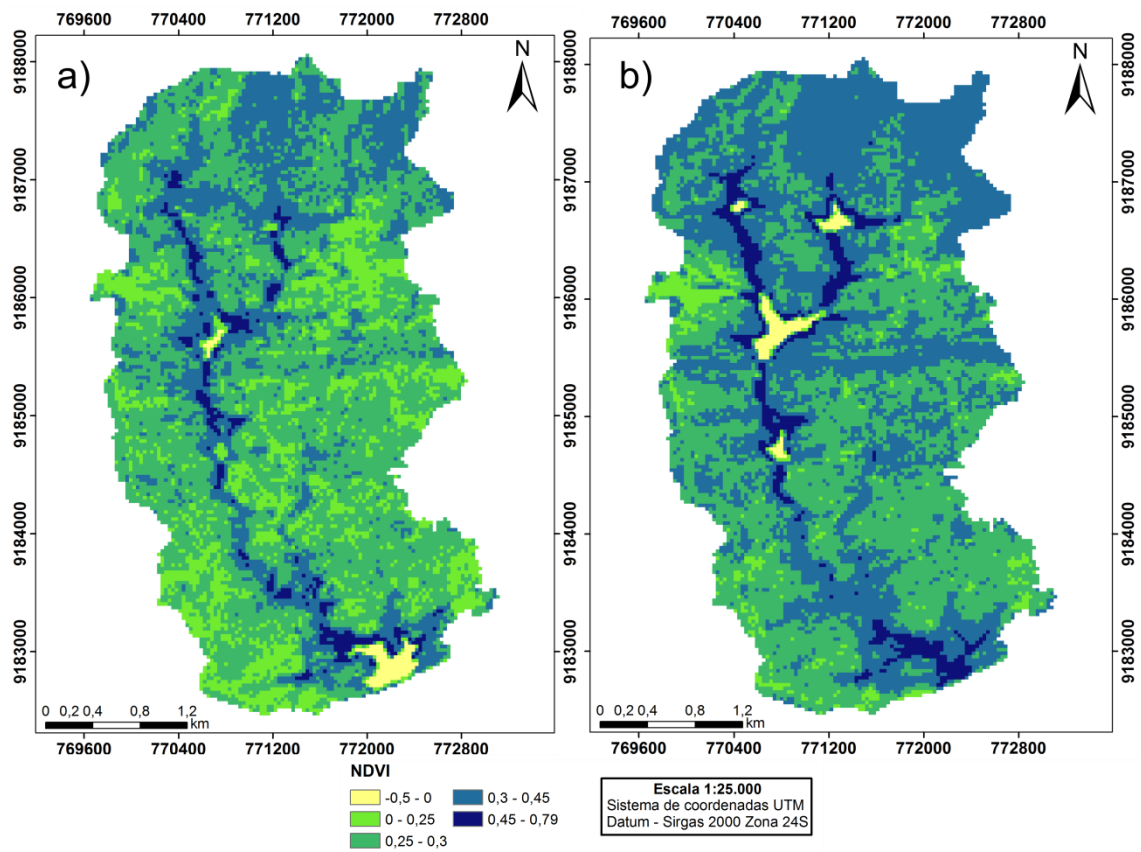 769600 770400 771200 772000 772800
769600 770400 771200 772000 772800
a)
N
b)
N
9188000
9187000
9186000
9185000
9184000
9183000
9188000
9187000
9186000
9185000
9184000
9183000
0 0,2 0,4 0,8 1,2
km
0 0,2 0,4 0,8 1,2
km
769600 770400 771200 772000 772800
769600 770400 771200 772000 772800
NDVI
-0,5 - 0
0 - 0,25
0,25 - 0,3
0,3 - 0,45
0,45 - 0,79
Escala 1:25.000
Sistema de coordenadas UTM
Datum - Sirgas 2000 Zona 24S